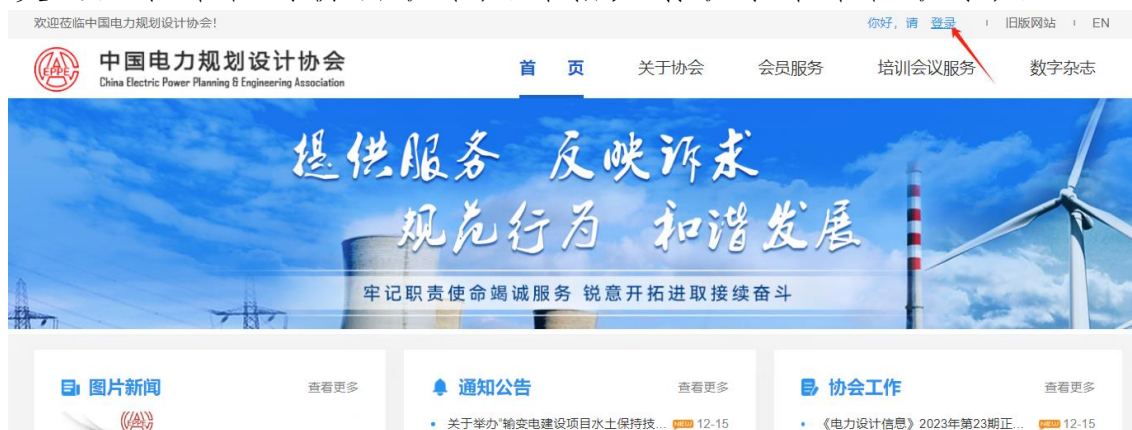 欢迎莅临中国电力规划设计协会!
你好，请 登录 旧版网站 EN
EPPE
中国电力规划设计协会
China Electric Power Planning & Engineering Association
首 页 关于协会 会员服务 培训会议服务 数字杂志
提供服务 反映诉求
规范行为 和谐发展
牢记职责使命竭诚服务 锐意开拓进取接续奋斗
图片新闻 查看更多
通知公告 查看更多
协会工作 查看更多
• 关于举办"输变电建设项目水土保持技... NEW 12-15
• 《电力设计信息》2023年第23期正... NEW 12-15